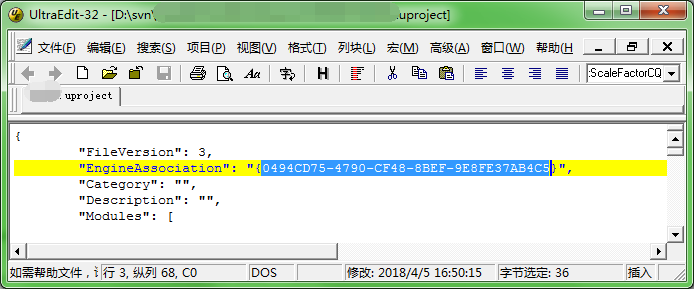 UltraEdit-32 - [D:\svn\ uproject]
文件(F) 编辑(E) 搜索(S) 项目(P) 视图(V) 格式(T) 列块(L) 宏(M) 高级(A) 窗口(W) 帮助(H
:ScaleFactorCQ
.uproject
{
"FileVersion": 3,
"EngineAssociation": "{0494CD75-4790-CF48-8BEF-9E8FE37AB4C5}",
"Category": "",
"Description": "",
"Modules": [
如需帮助文件, 行 3, 纵列 68, C0 DOS 修改: 2018/4/5 16:50:15 字节选定: 36 插入